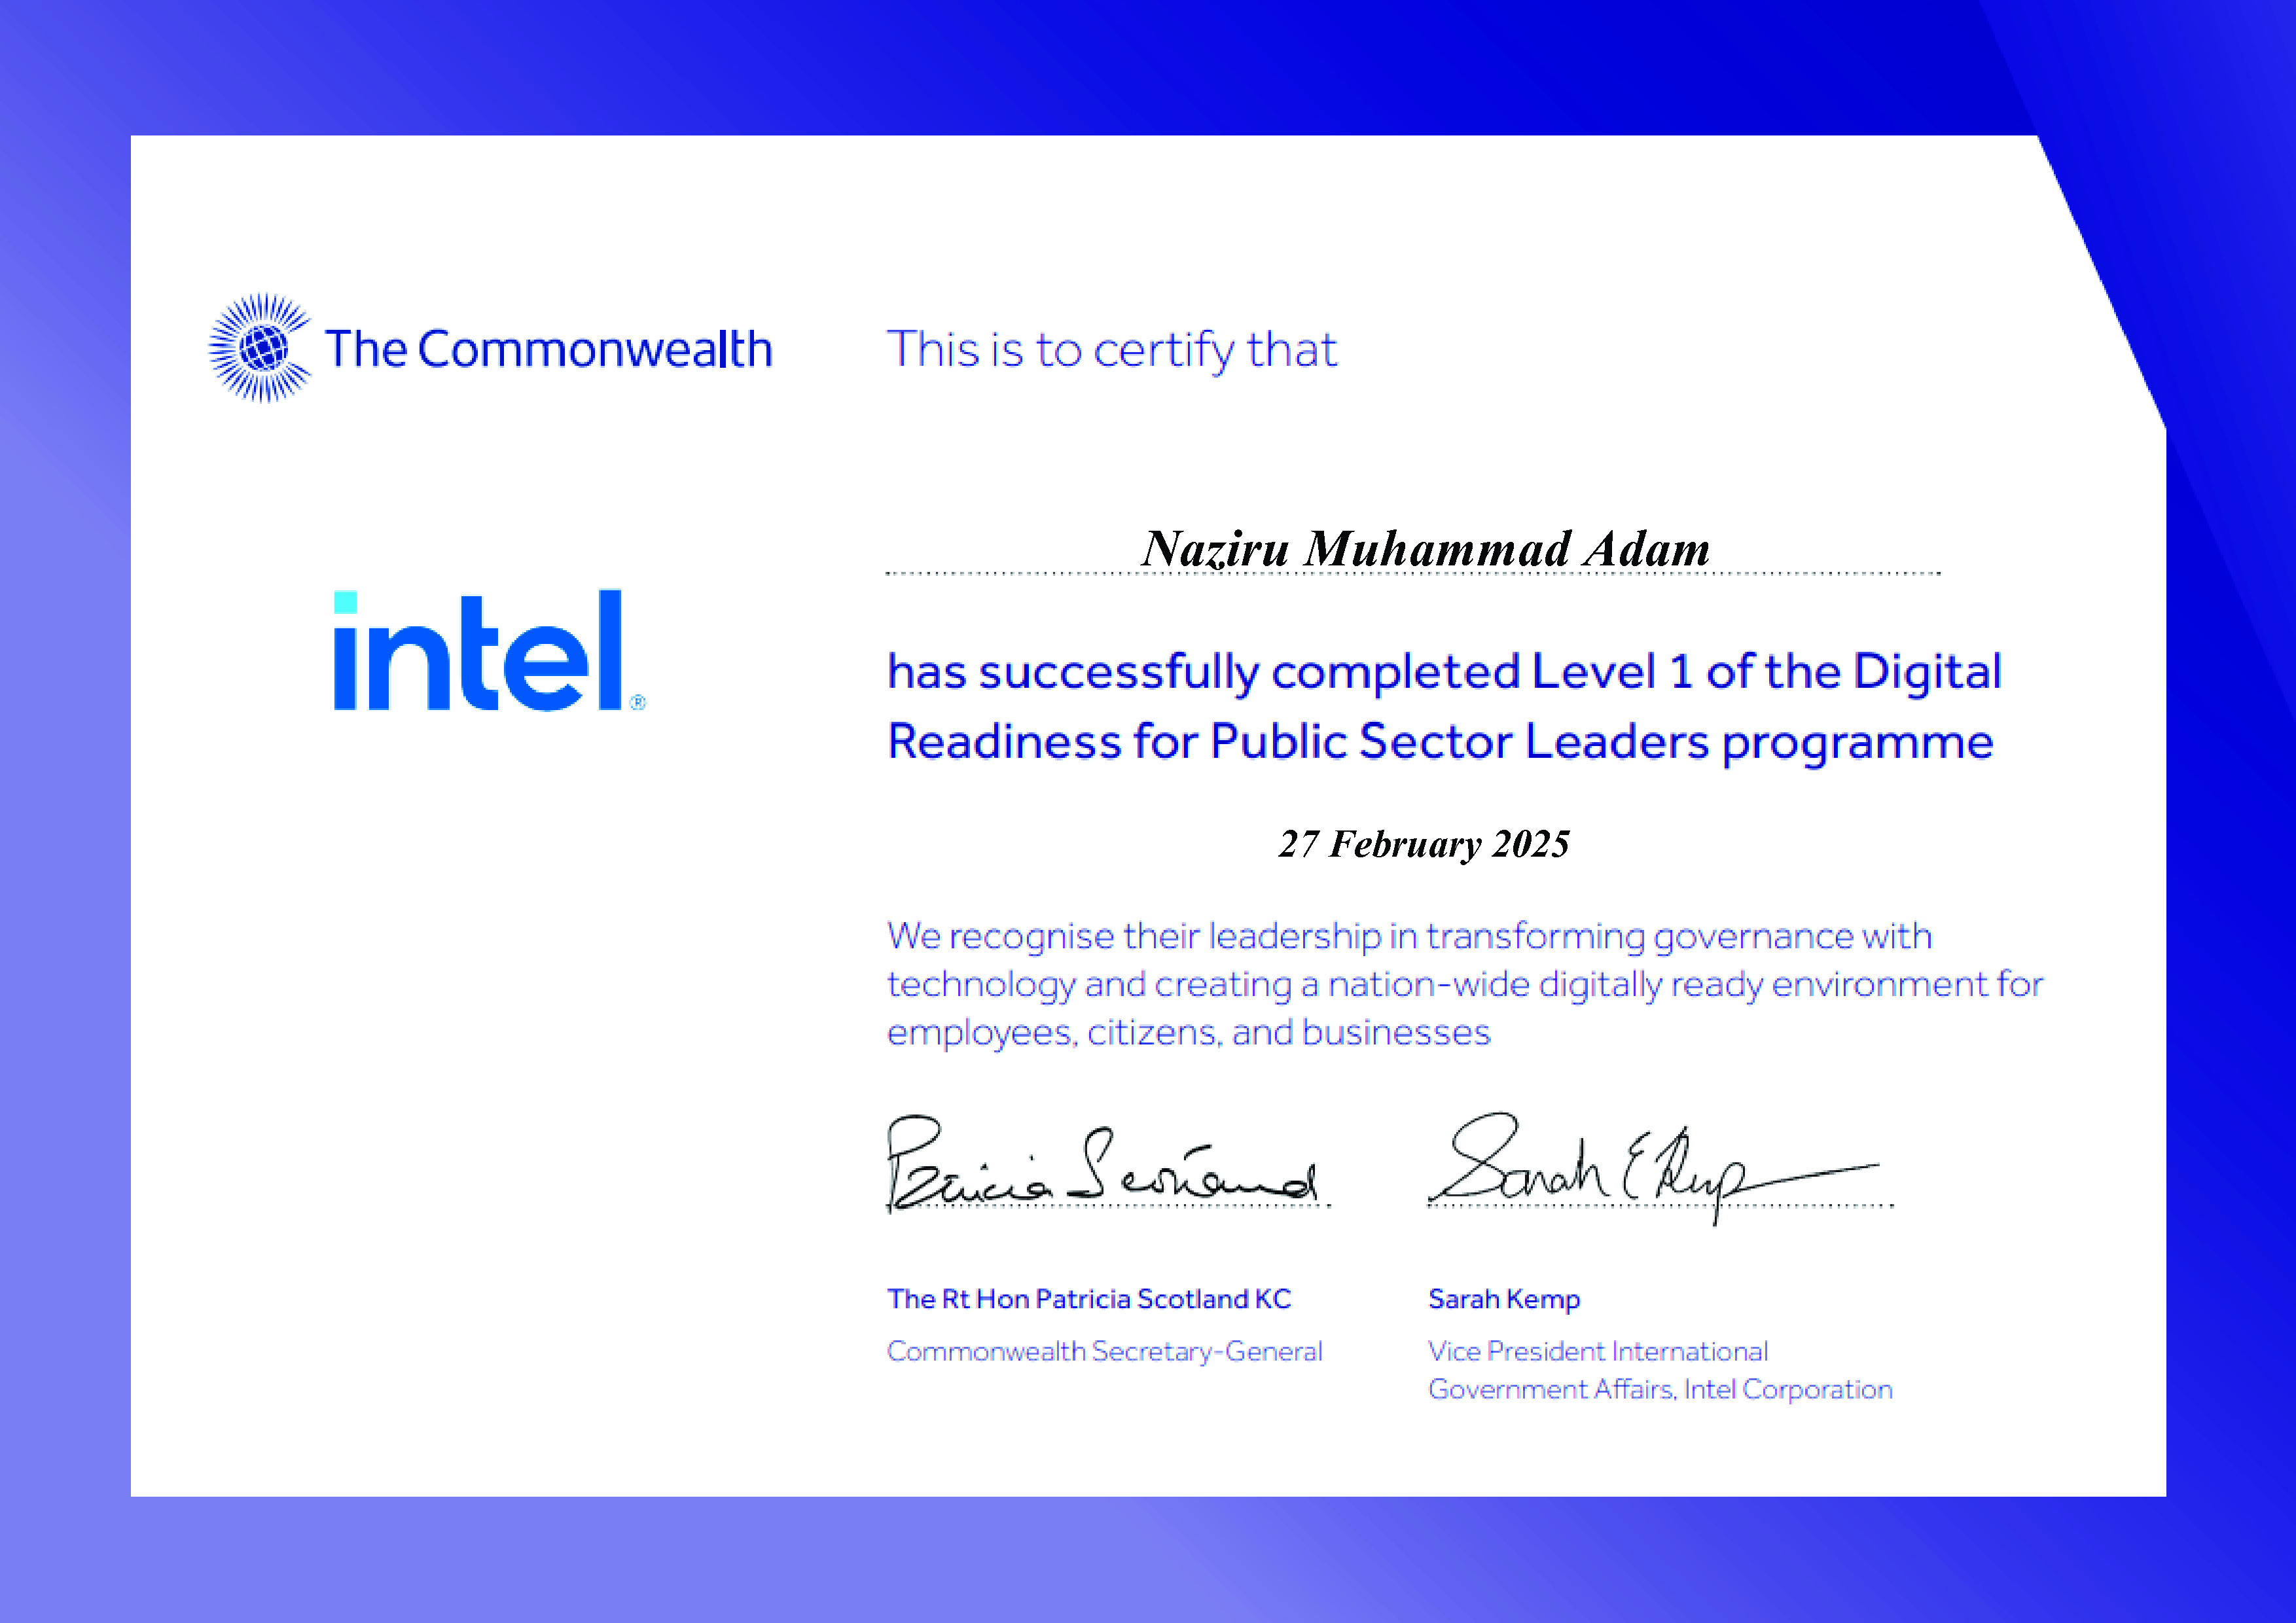 The Commonwealth
This is to certify that
Naziru Muhammad Adam
intel®
has successfully completed Level 1 of the Digital
Readiness for Public Sector Leaders programme
27 February 2025
We recognise their leadership in transforming governance with
technology and creating a nation-wide digitally ready environment for
employees, citizens, and businesses
Patricia Scotland
Sarah E Kemp
The Rt Hon Patricia Scotland KC
Commonwealth Secretary-General
Sarah Kemp
Vice President International
Government Affairs, Intel Corporation